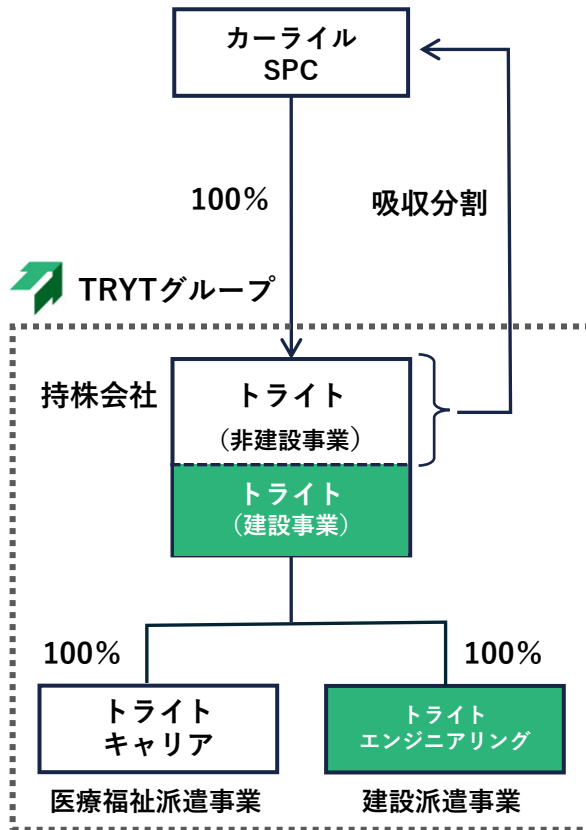 カーライル
SPC
100%
吸収分割
TRYTグループ
持株会社
トライト
（非建設事業）
トライト
（建設事業）
100%
100%
トライト
キャリア
トライト
エンジニアリング
医療福祉派遣事業
建設派遣事業